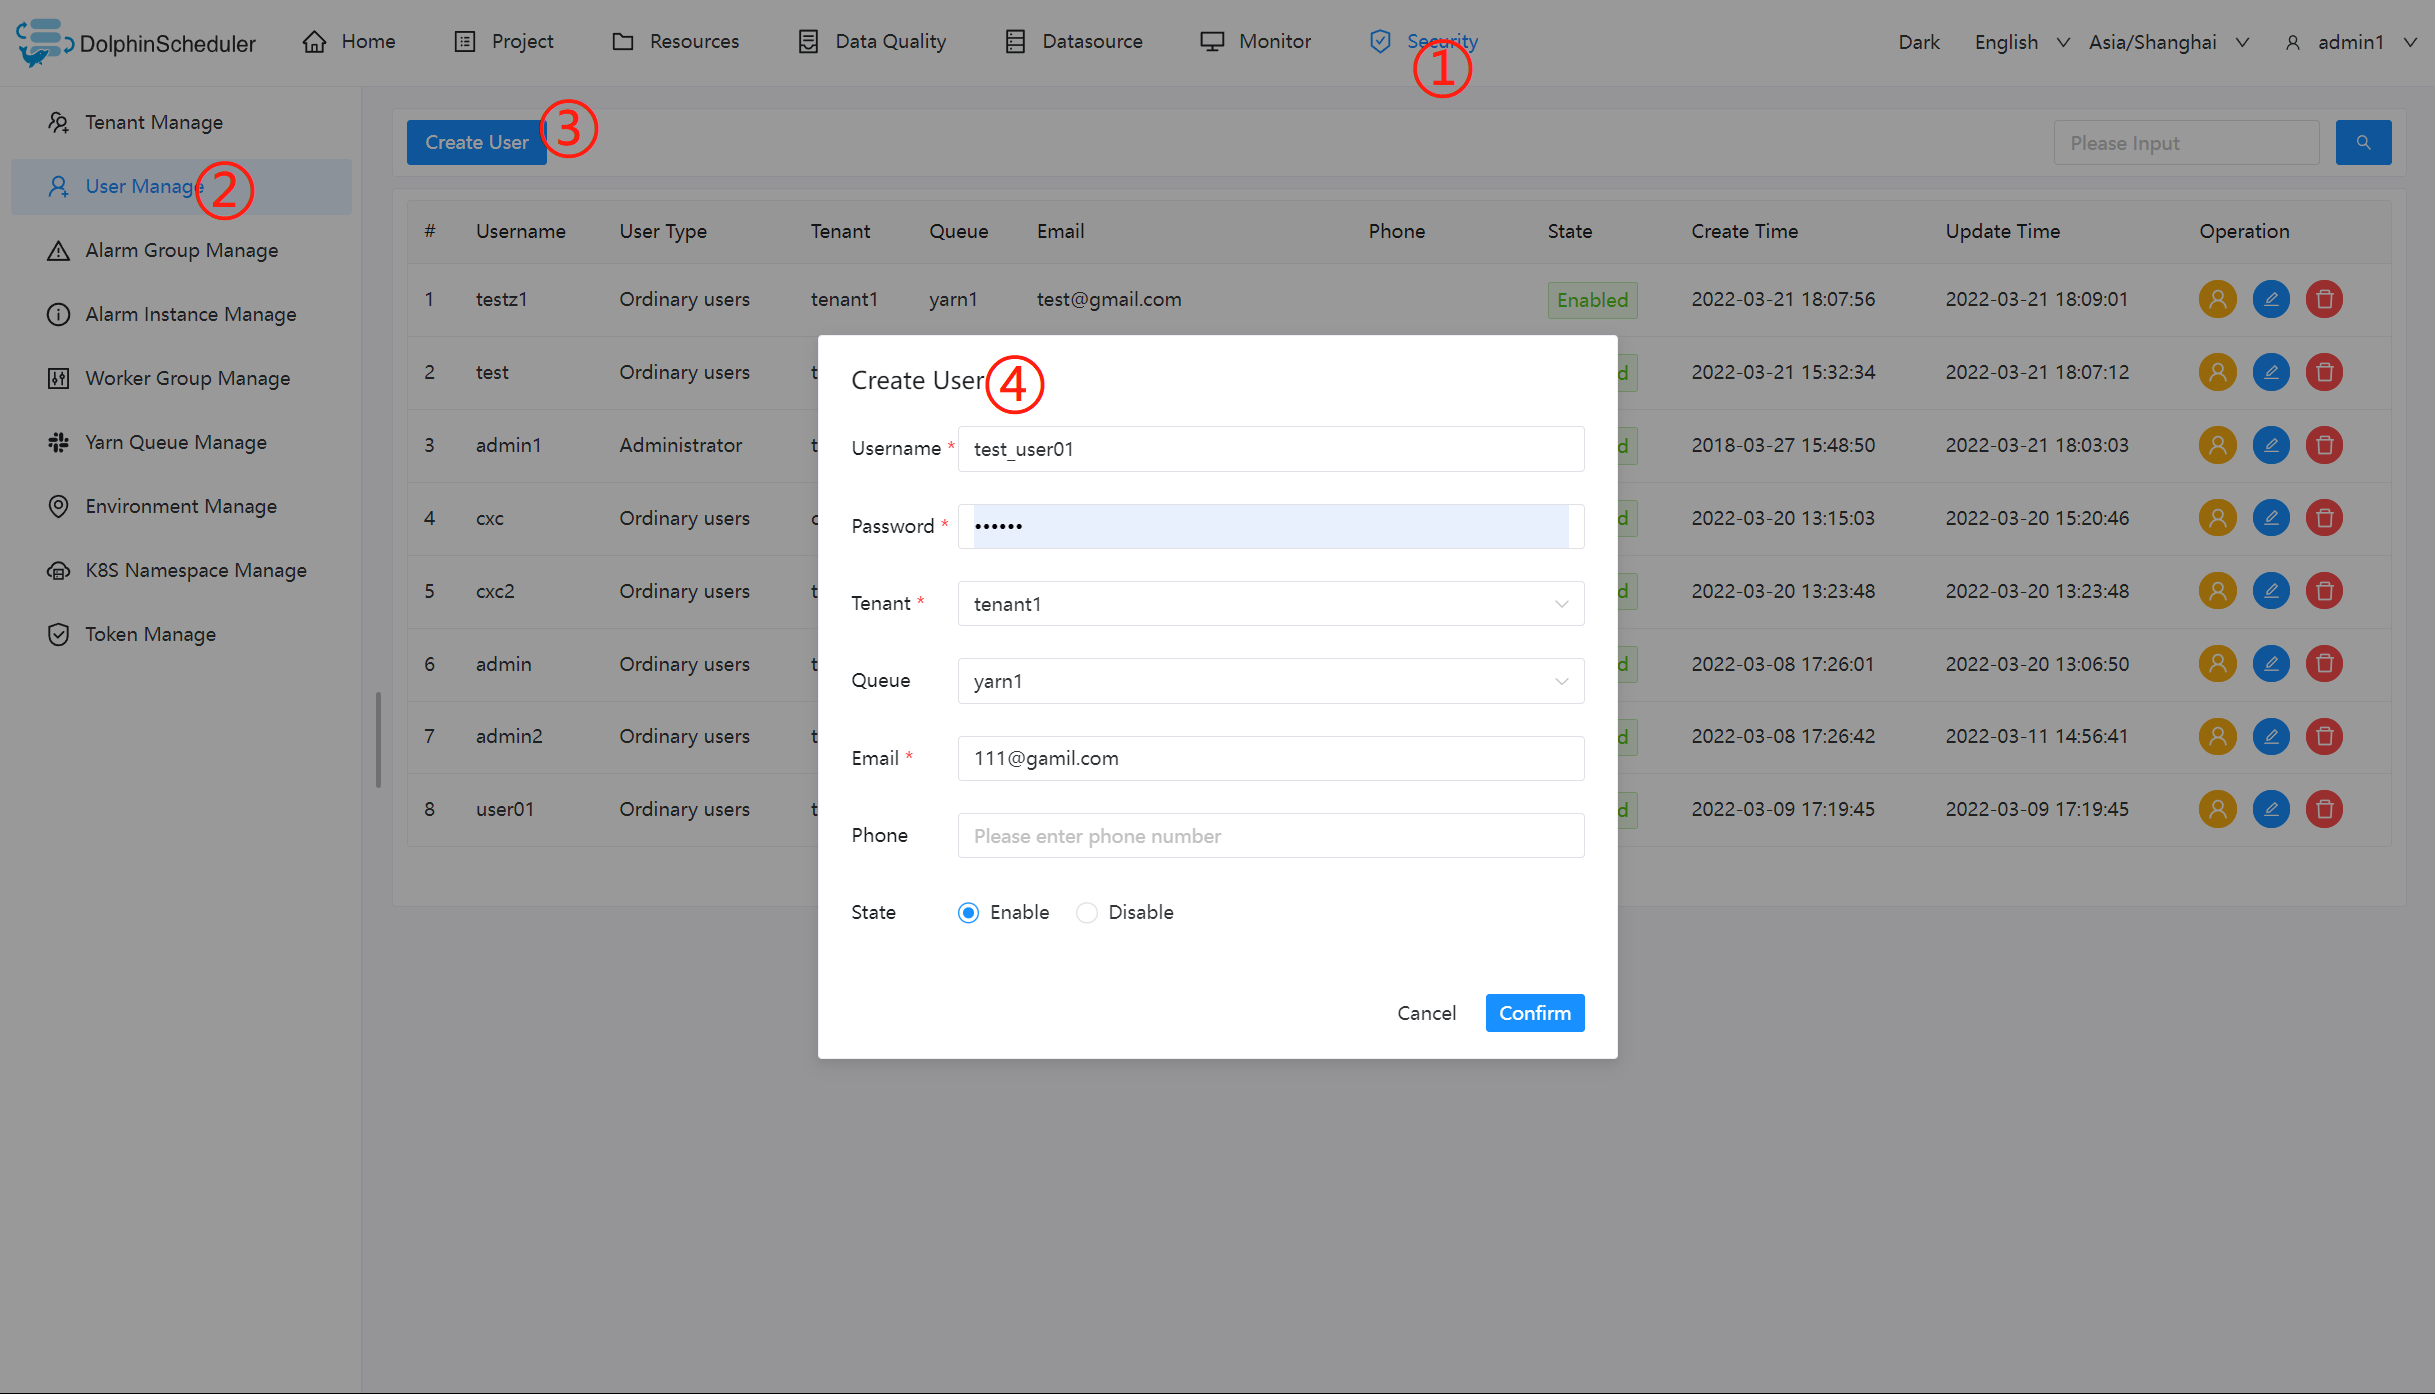 DolphinScheduler Home Project Resources Data Quality Datasource Monitor Security Dark English Asia/Shanghai admin1
①
Tenant Manage
Create User ③ Please Input
User Manage ②
# Username User Type Tenant Queue Email Phone State Create Time Update Time Operation
Alarm Group Manage
1 testz1 Ordinary users tenant1 yarn1 test@gmail.com Enabled 2022-03-21 18:07:56 2022-03-21 18:09:01
Alarm Instance Manage
2 test Ordinary users t d 2022-03-21 15:32:34 2022-03-21 18:07:12
Worker Group Manage
3 admin1 Administrator t d 2018-03-27 15:48:50 2022-03-21 18:03:03
Yarn Queue Manage
4 cxc Ordinary users c d 2022-03-20 13:15:03 2022-03-20 15:20:46
Environment Manage
K8S Namespace Manage
5 cxc2 Ordinary users t d 2022-03-20 13:23:48 2022-03-20 13:23:48
Token Manage
6 admin Ordinary users t d 2022-03-08 17:26:01 2022-03-20 13:06:50
7 admin2 Ordinary users t d 2022-03-08 17:26:42 2022-03-11 14:56:41
8 user01 Ordinary users t d 2022-03-09 17:19:45 2022-03-09 17:19:45
Create User ④
Username * test_user01
Password * ••••••
Tenant * tenant1
Queue yarn1
Email * 111@gamil.com
Phone Please enter phone number
State Enable Disable
Cancel Confirm